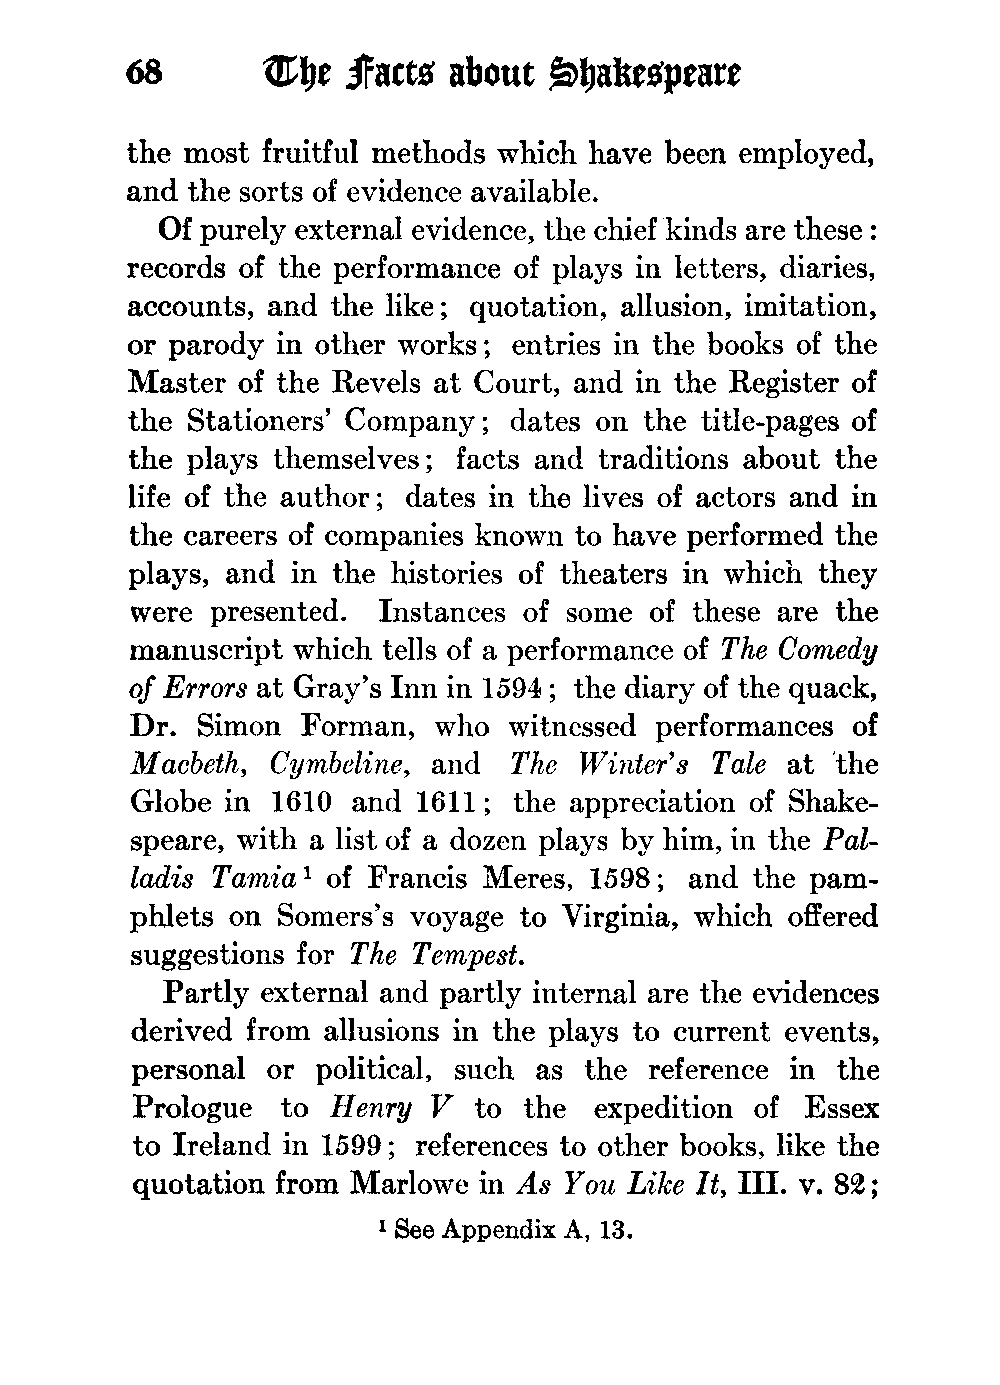 68 The Facts about Shakespeare
the most fruitful methods which have been employed,
and the sorts of evidence available.
Of purely external evidence, the chief kinds are these :
records of the performance of plays in letters, diaries,
accounts, and the like ; quotation, allusion, imitation,
or parody in other works ; entries in the books of the
Master of the Revels at Court, and in the Register of
the Stationers' Company ; dates on the title-pages of
the plays themselves ; facts and traditions about the
life of the author ; dates in the lives of actors and in
the careers of companies known to have performed the
plays, and in the histories of theaters in which they
were presented. Instances of some of these are the
manuscript which tells of a performance of The Comedy
of Errors at Gray's Inn in 1594 ; the diary of the quack,
Dr. Simon Forman, who witnessed performances of
Macbeth, Cymbeline, and The Winter's Tale at the
Globe in 1610 and 1611 ; the appreciation of Shake-
speare, with a list of a dozen plays by him, in the Pal-
ladis Tamia ¹ of Francis Meres, 1598 ; and the pam-
phlets on Somers's voyage to Virginia, which offered
suggestions for The Tempest.
Partly external and partly internal are the evidences
derived from allusions in the plays to current events,
personal or political, such as the reference in the
Prologue to Henry V to the expedition of Essex
to Ireland in 1599 ; references to other books, like the
quotation from Marlowe in As You Like It, III. v. 82 ;
¹ See Appendix A, 13.